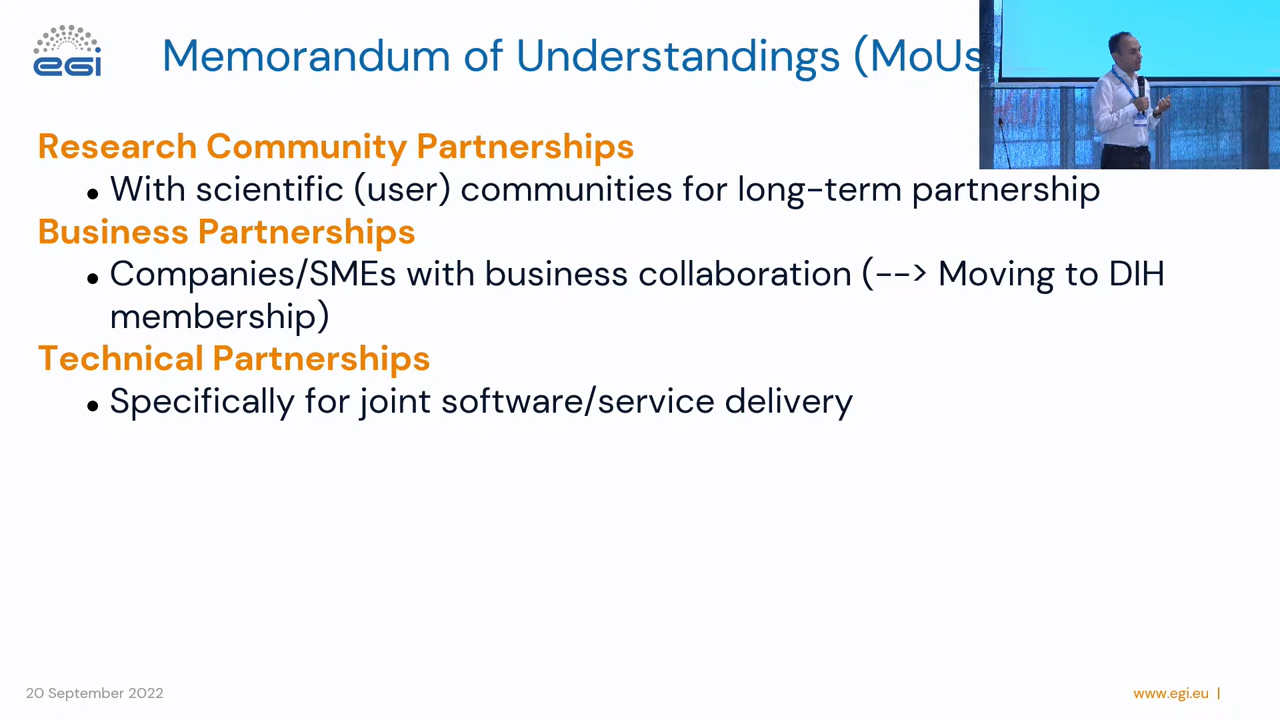 egi
Memorandum of Understandings (MoUs
Research Community Partnerships
• With scientific (user) communities for long-term partnership
Business Partnerships
• Companies/SMEs with business collaboration (--> Moving to DIH
membership)
Technical Partnerships
• Specifically for joint software/service delivery
20 September 2022
www.egi.eu |